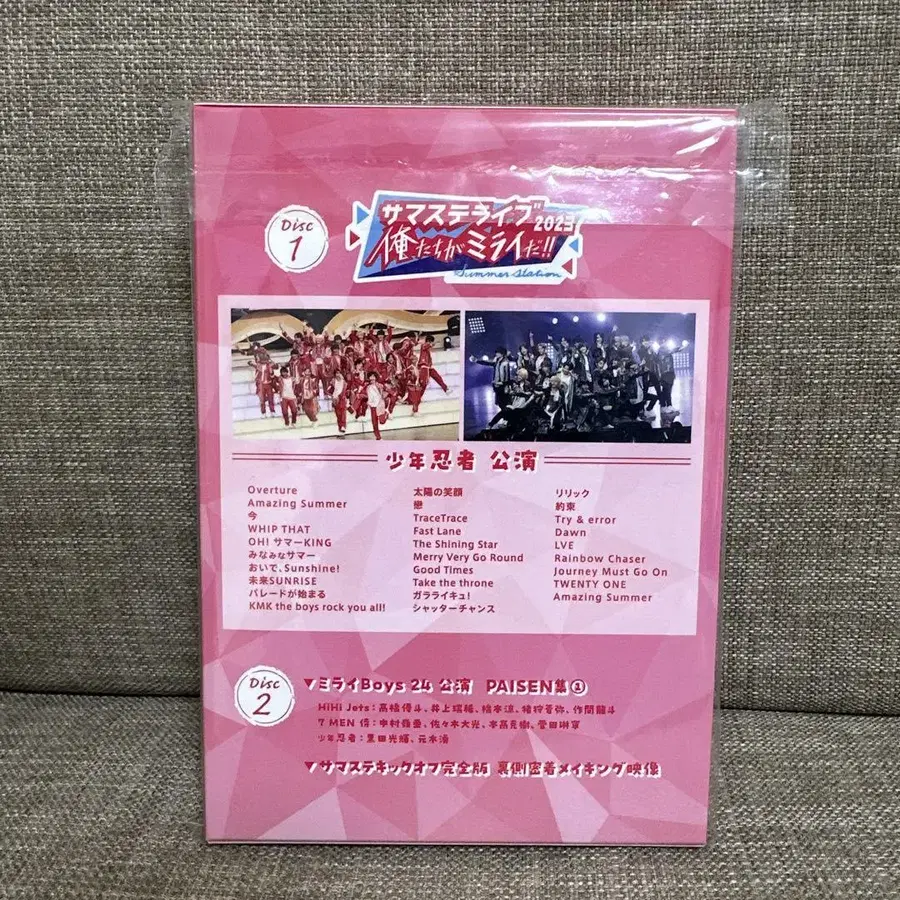 Disc
1
サマステライブ
2023
俺たちがミライだ!!
Summer Station
少年忍者 公演
Overture
Amazing Summer
今
WHIP THAT
OH! サマーKING
みなみなサマー
おいで、Sunshine!
未来SUNRISE
パレードが始まる
KMK the boys rock you all!
太陽の笑顔
戀
TraceTrace
Fast Lane
The Shining Star
Merry Very Go Round
Good Times
Take the throne
ガラライキュ!
シャッターチャンス
リリック
約束
Try & error
Dawn
LVE
Rainbow Chaser
Journey Must Go On
TWENTY ONE
Amazing Summer
Disc
2
▼ミライBoys 24 公演 PAISEN集①
HiHi Jets:髙橋優斗、井上瑞稀、橋本涼、猪狩蒼弥、作間龍斗
7 MEN 侍:中村嶺亜、佐々木大光、本髙克樹、菅田琳寧
少年忍者:黒田光輝、元木湧
▼サマステキックオフ完全版 裏側密着メイキング映像